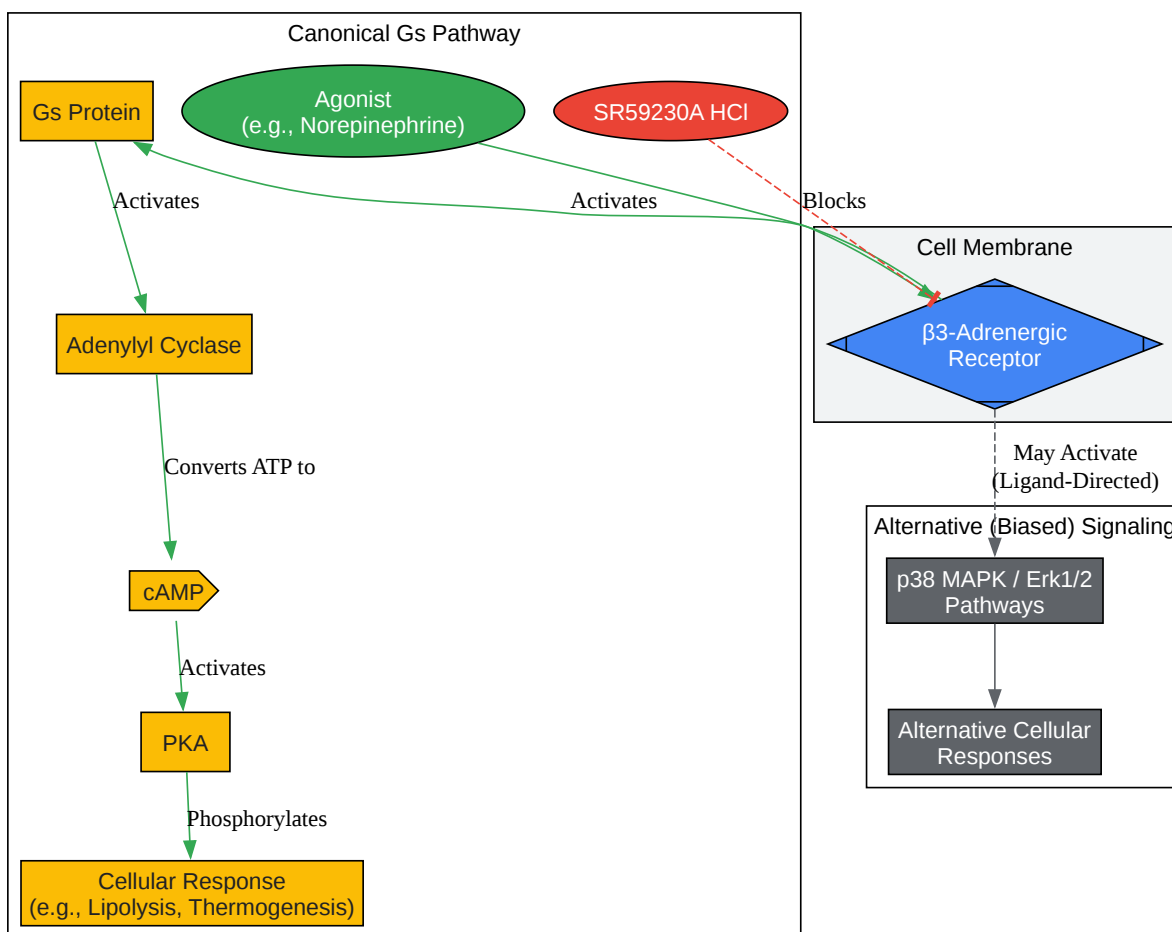 Canonical Gs Pathway
Gs Protein
Agonist
(e.g., Norepinephrine)
SR59230A HCl
Activates
Activates
Blocks
Cell Membrane
β3-Adrenergic
Receptor
Adenylyl Cyclase
Converts ATP to
May Activate
(Ligand-Directed)
Alternative (Biased) Signaling
p38 MAPK / Erk1/2
Pathways
cAMP
Activates
PKA
Alternative Cellular
Responses
Phosphorylates
Cellular Response
(e.g., Lipolysis, Thermogenesis)